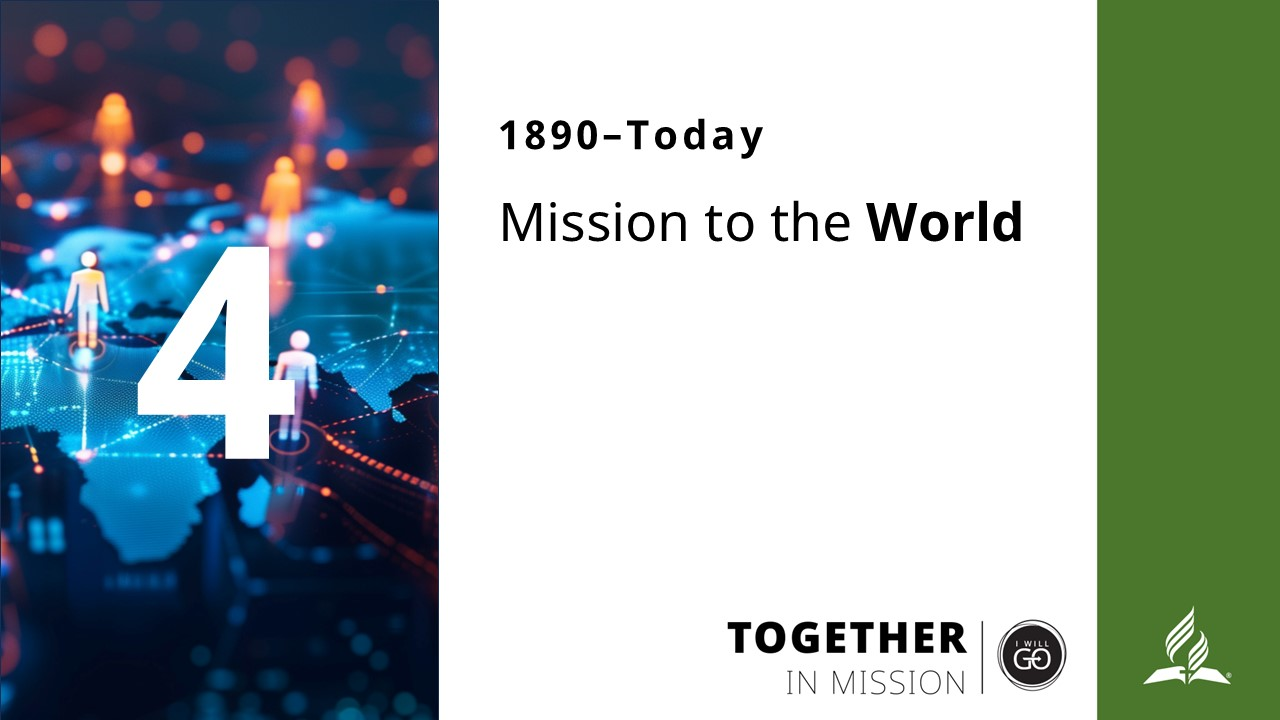 4
1890–Today
Mission to the World
TOGETHER
IN MISSION
I WILL
GO
®